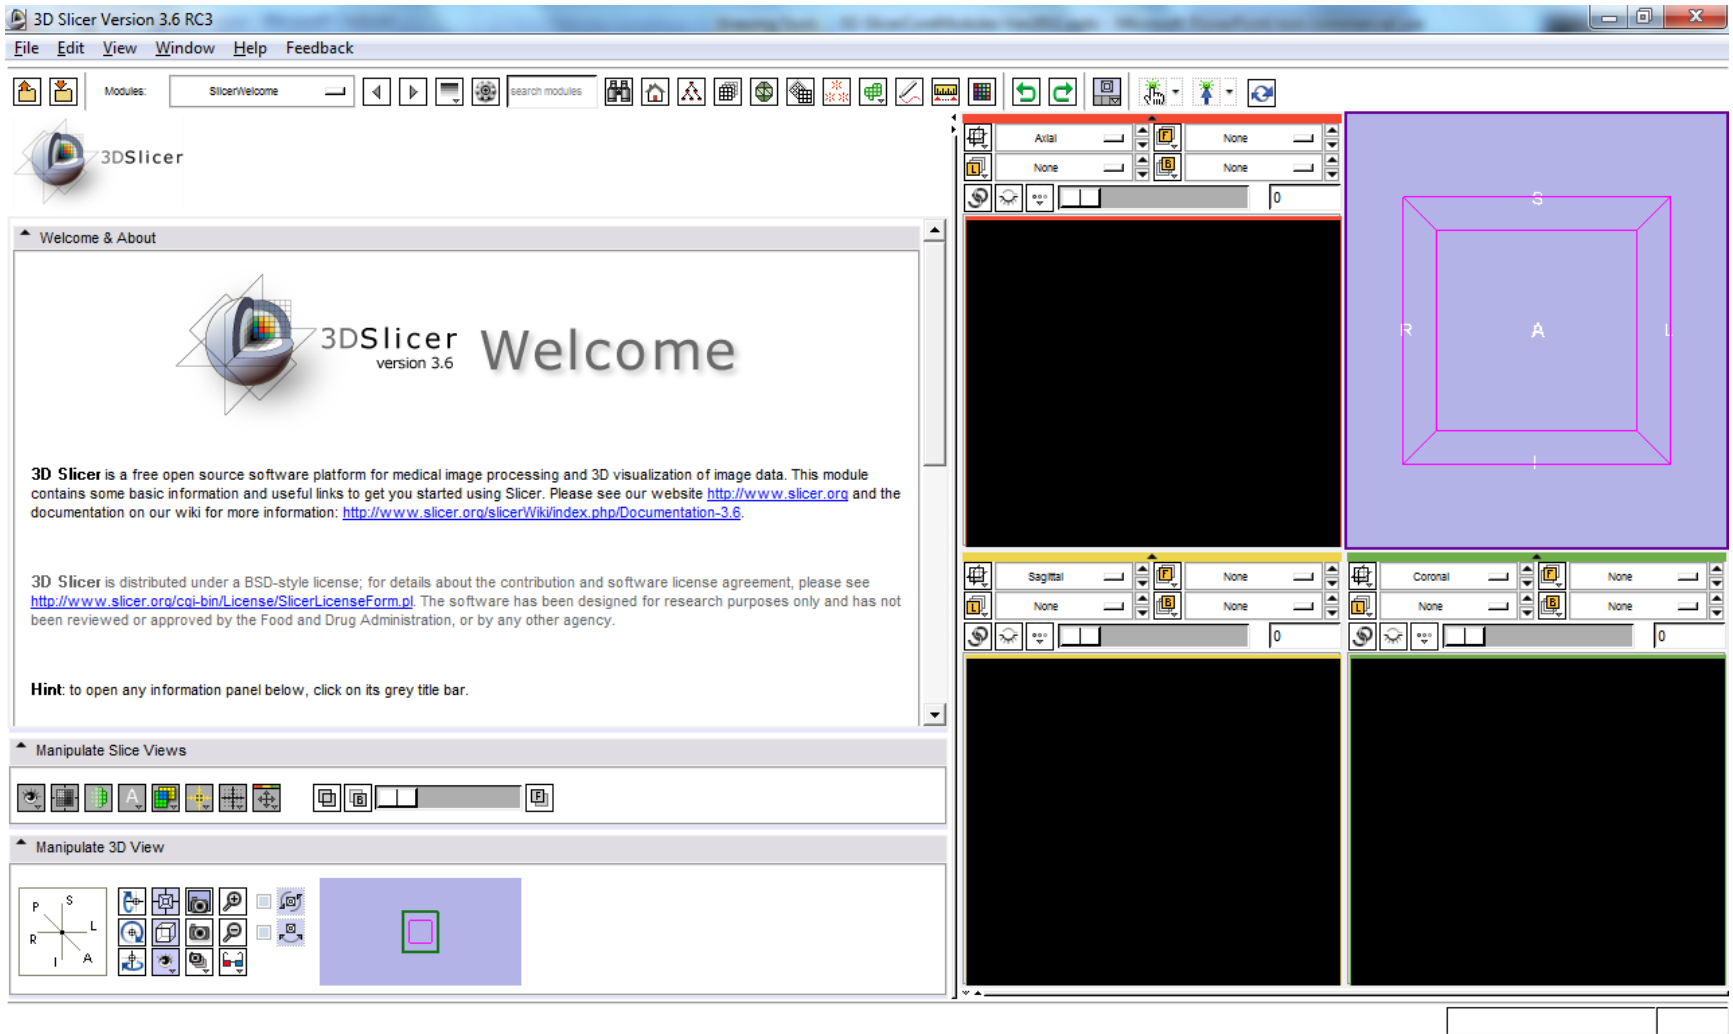 3D Slicer Version 3.6 RC3
File Edit View Window Help Feedback
Modules: SlicerWelcome search modules
3DSlicer
Welcome & About
3DSlicer
version 3.6
Welcome
3D Slicer is a free open source software platform for medical image processing and 3D visualization of image data. This module
contains some basic information and useful links to get you started using Slicer. Please see our website http://www.slicer.org and the
documentation on our wiki for more information: http://www.slicer.org/slicerWiki/index.php/Documentation-3.6.
3D Slicer is distributed under a BSD-style license; for details about the contribution and software license agreement, please see
http://www.slicer.org/cgi-bin/License/SlicerLicenseForm.pl. The software has been designed for research purposes only and has not
been reviewed or approved by the Food and Drug Administration, or by any other agency.
Hint: to open any information panel below, click on its grey title bar.
Manipulate Slice Views
A B F
Manipulate 3D View
P S
R L
I A
Axial F None
L None B None
0
S
R A L
I
Sagittal F None
L None B None
0
Coronal F None
L None B None
0